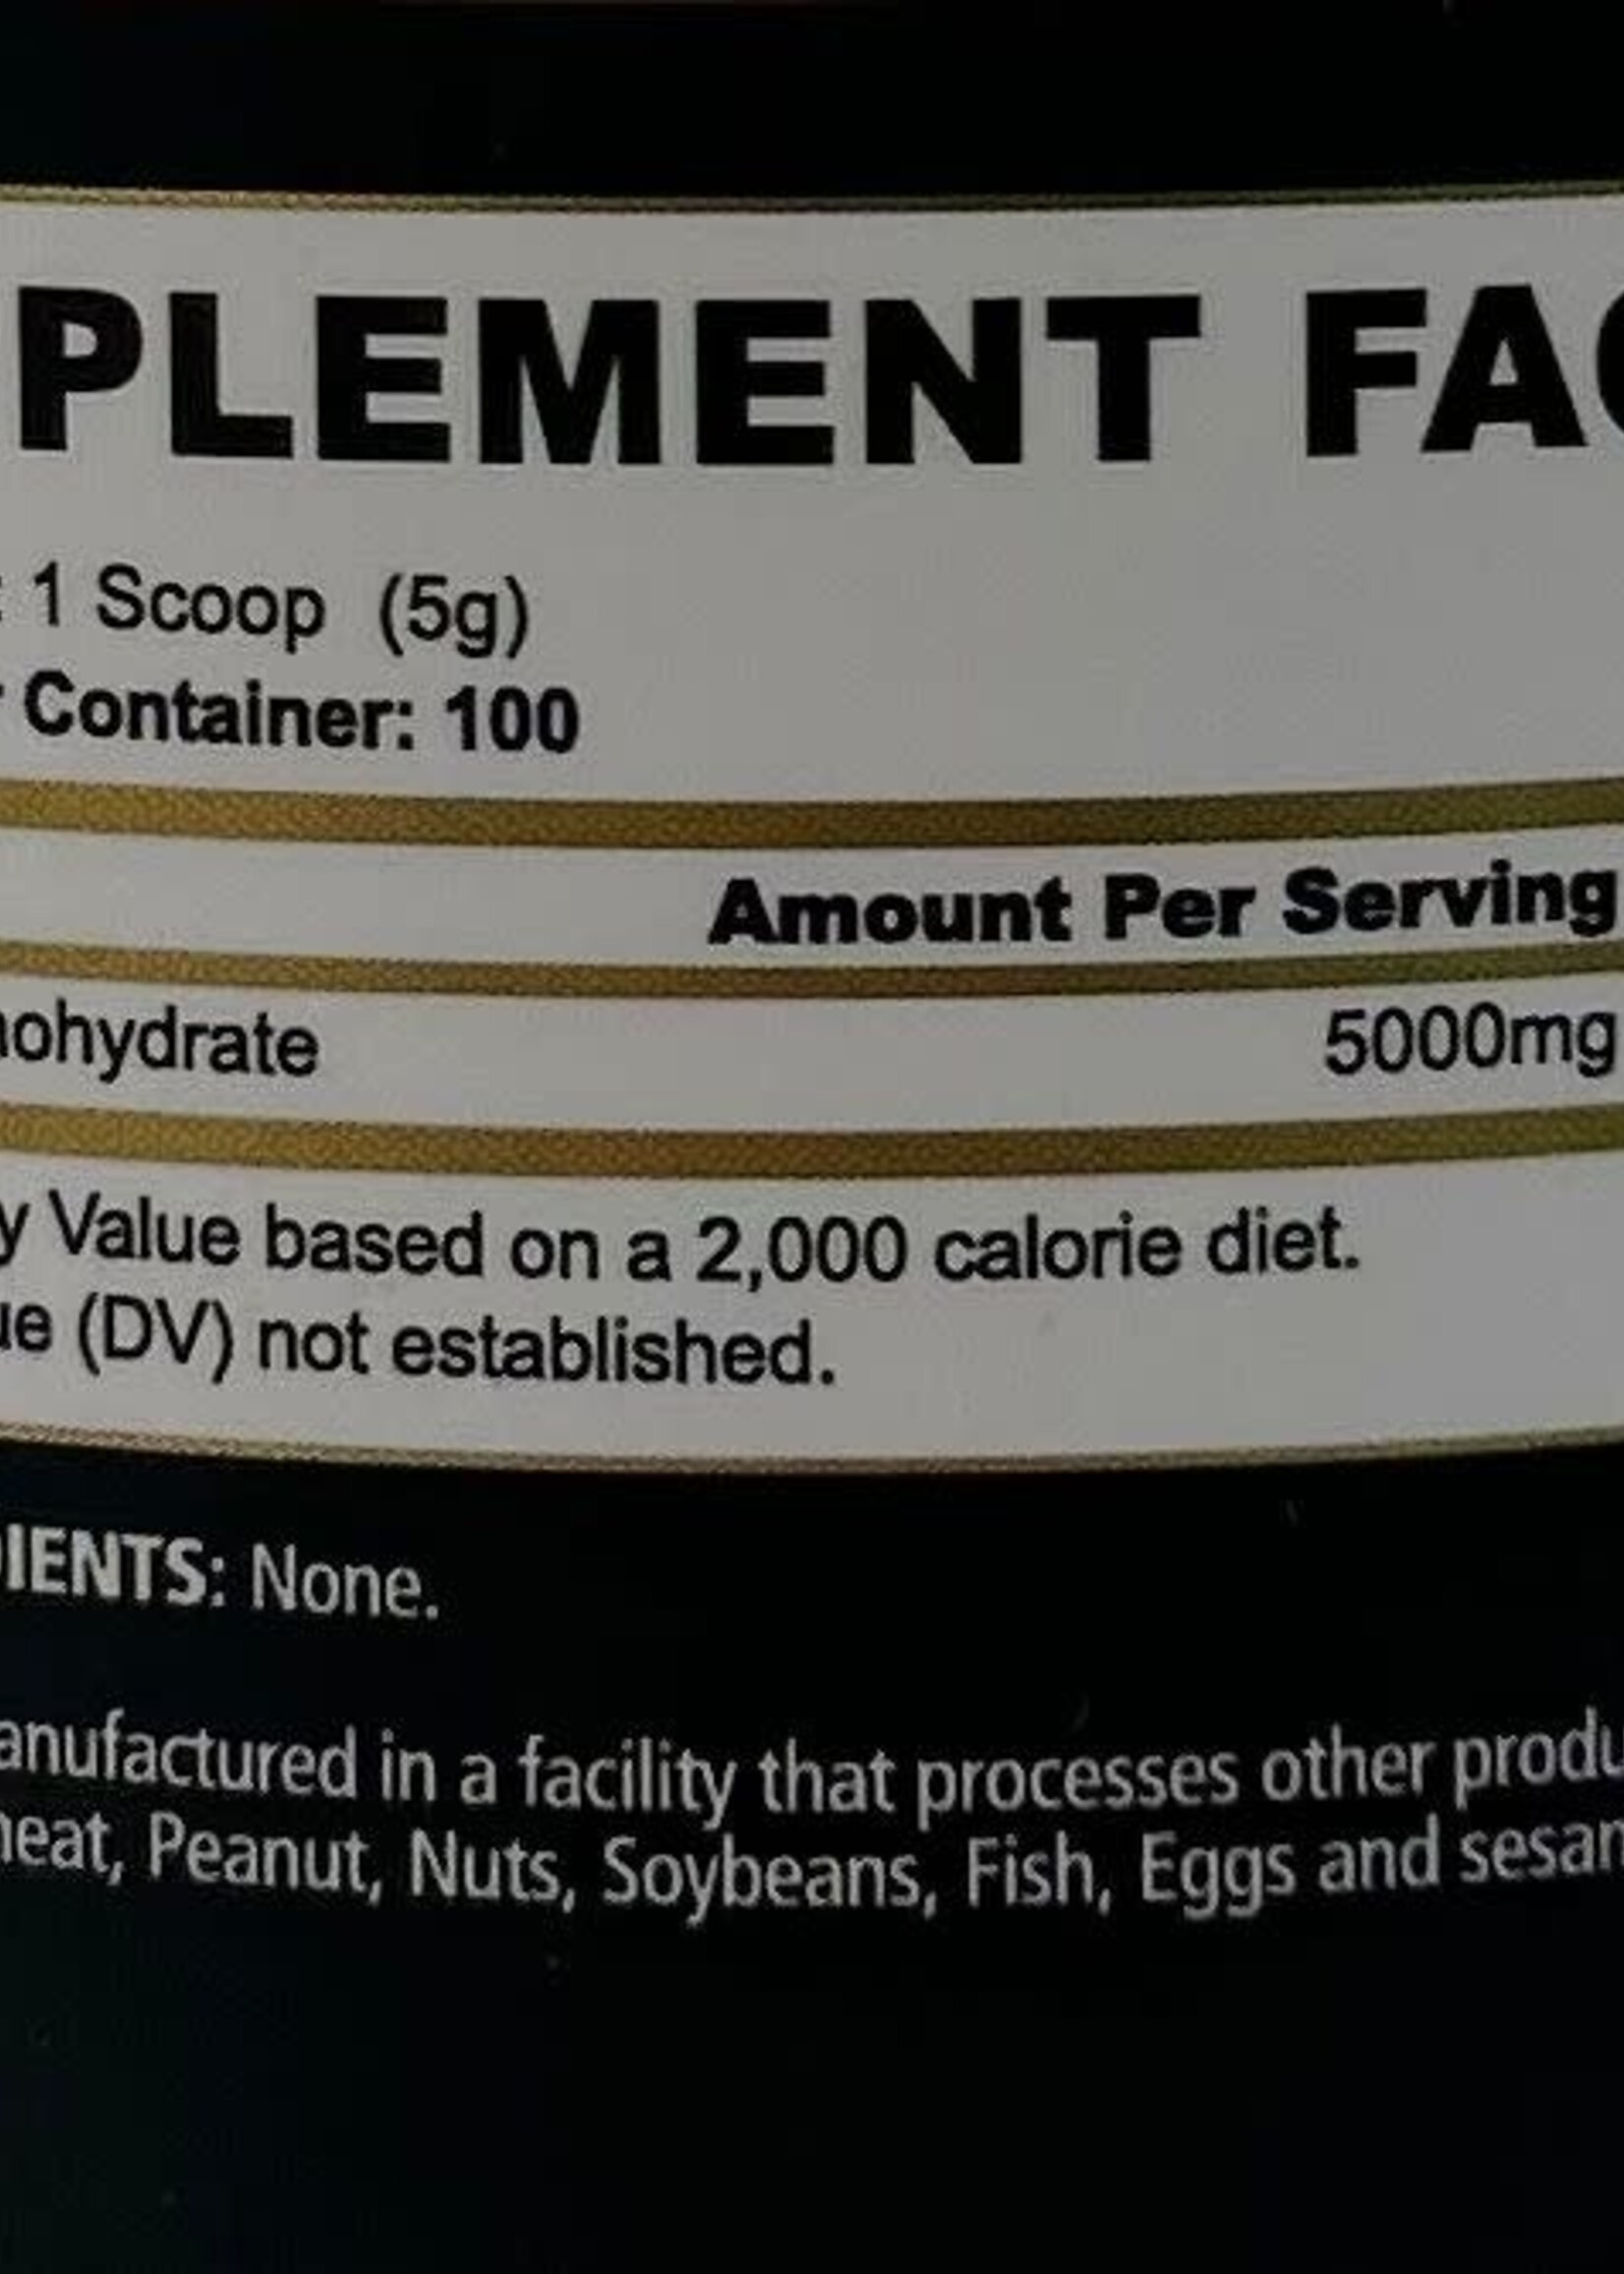 PLEMENT FAC
: 1 Scoop (5g)
r Container: 100
Amount Per Serving
nohydrate 5000mg
y Value based on a 2,000 calorie diet.
ue (DV) not established.
DIENTS: None.
anufactured in a facility that processes other produ
heat, Peanut, Nuts, Soybeans, Fish, Eggs and sesam